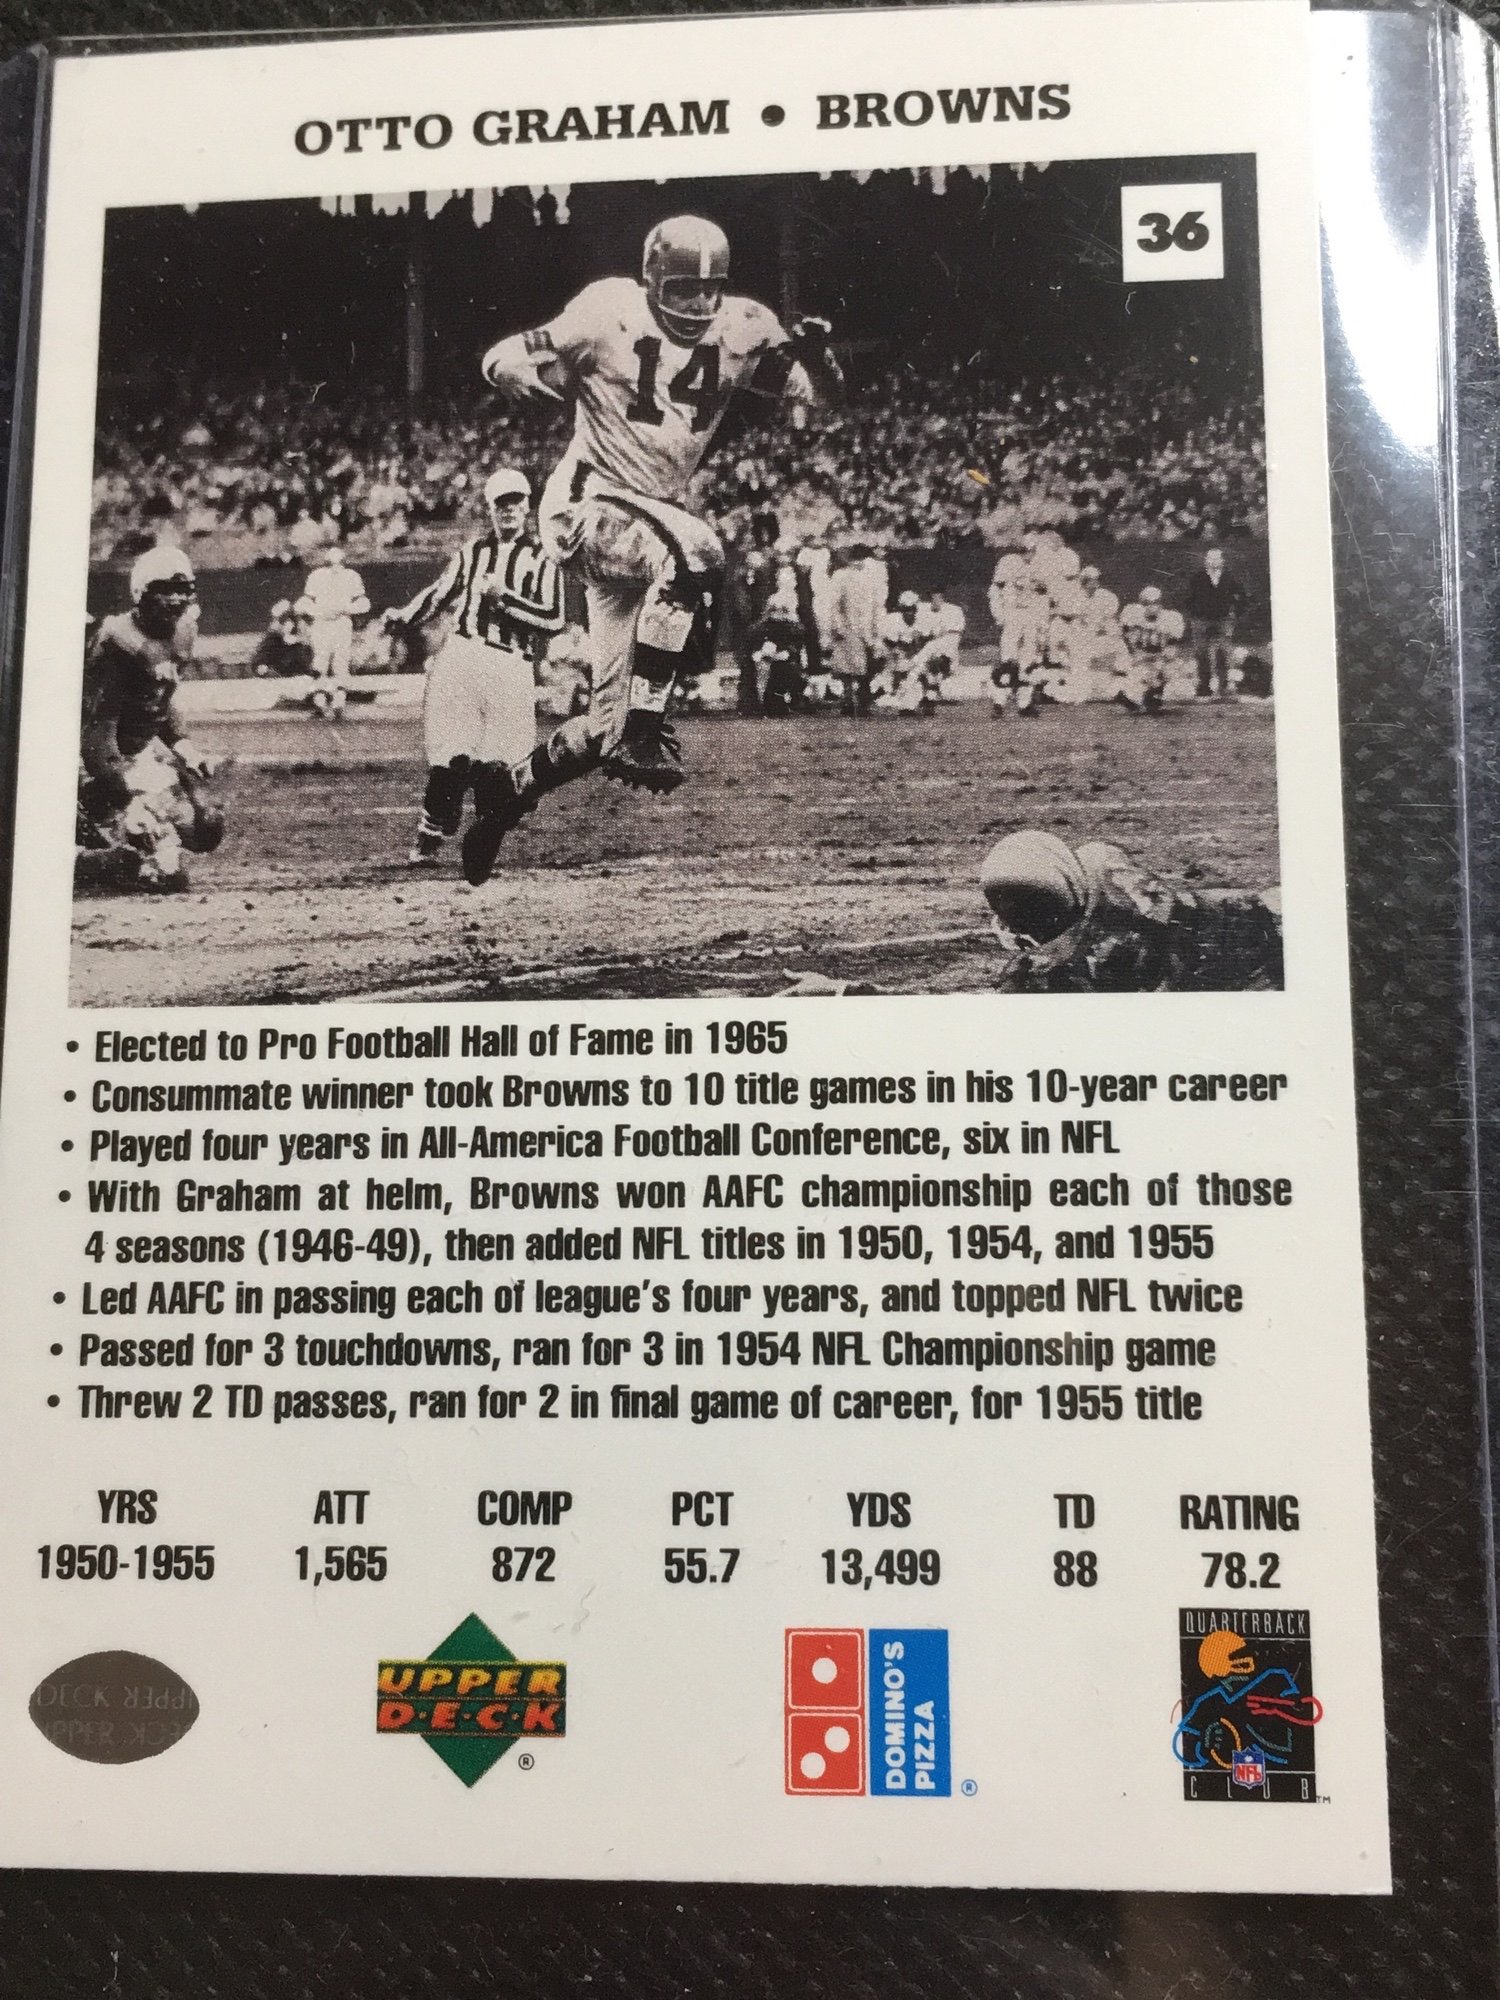 OTTO GRAHAM • BROWNS
36
14
• Elected to Pro Football Hall of Fame in 1965
• Consummate winner took Browns to 10 title games in his 10-year career
• Played four years in All-America Football Conference, six in NFL
• With Graham at helm, Browns won AAFC championship each of those
4 seasons (1946-49), then added NFL titles in 1950, 1954, and 1955
• Led AAFC in passing each of league's four years, and topped NFL twice
• Passed for 3 touchdowns, ran for 3 in 1954 NFL Championship game
• Threw 2 TD passes, ran for 2 in final game of career, for 1955 title
YRS ATT COMP PCT YDS TD RATING
1950-1955 1,565 872 55.7 13,499 88 78.2
DECK UPPER
UPPER DECK
UPPER
D·E·C·K
®
DOMINO'S
PIZZA
®
QUARTERBACK
NFL
CLUB
TM